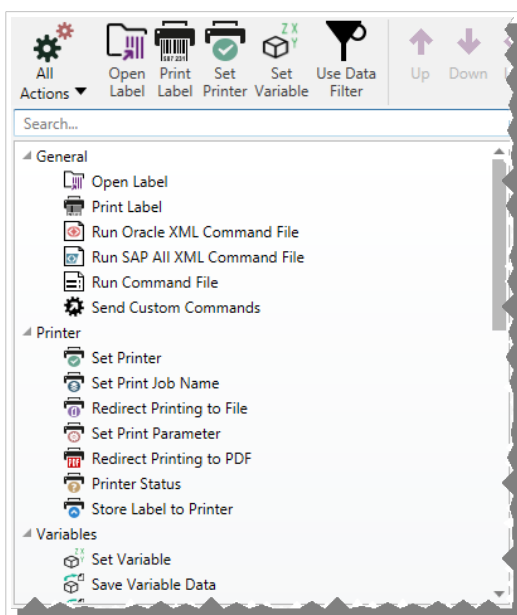 All Actions
Open Label
Print Label
Set Printer
Set Variable
Use Data Filter
Up
Down
Search...
General
Open Label
Print Label
Run Oracle XML Command File
Run SAP AII XML Command File
Run Command File
Send Custom Commands
Printer
Set Printer
Set Print Job Name
Redirect Printing to File
Set Print Parameter
Redirect Printing to PDF
Printer Status
Store Label to Printer
Variables
Set Variable
Save Variable Data